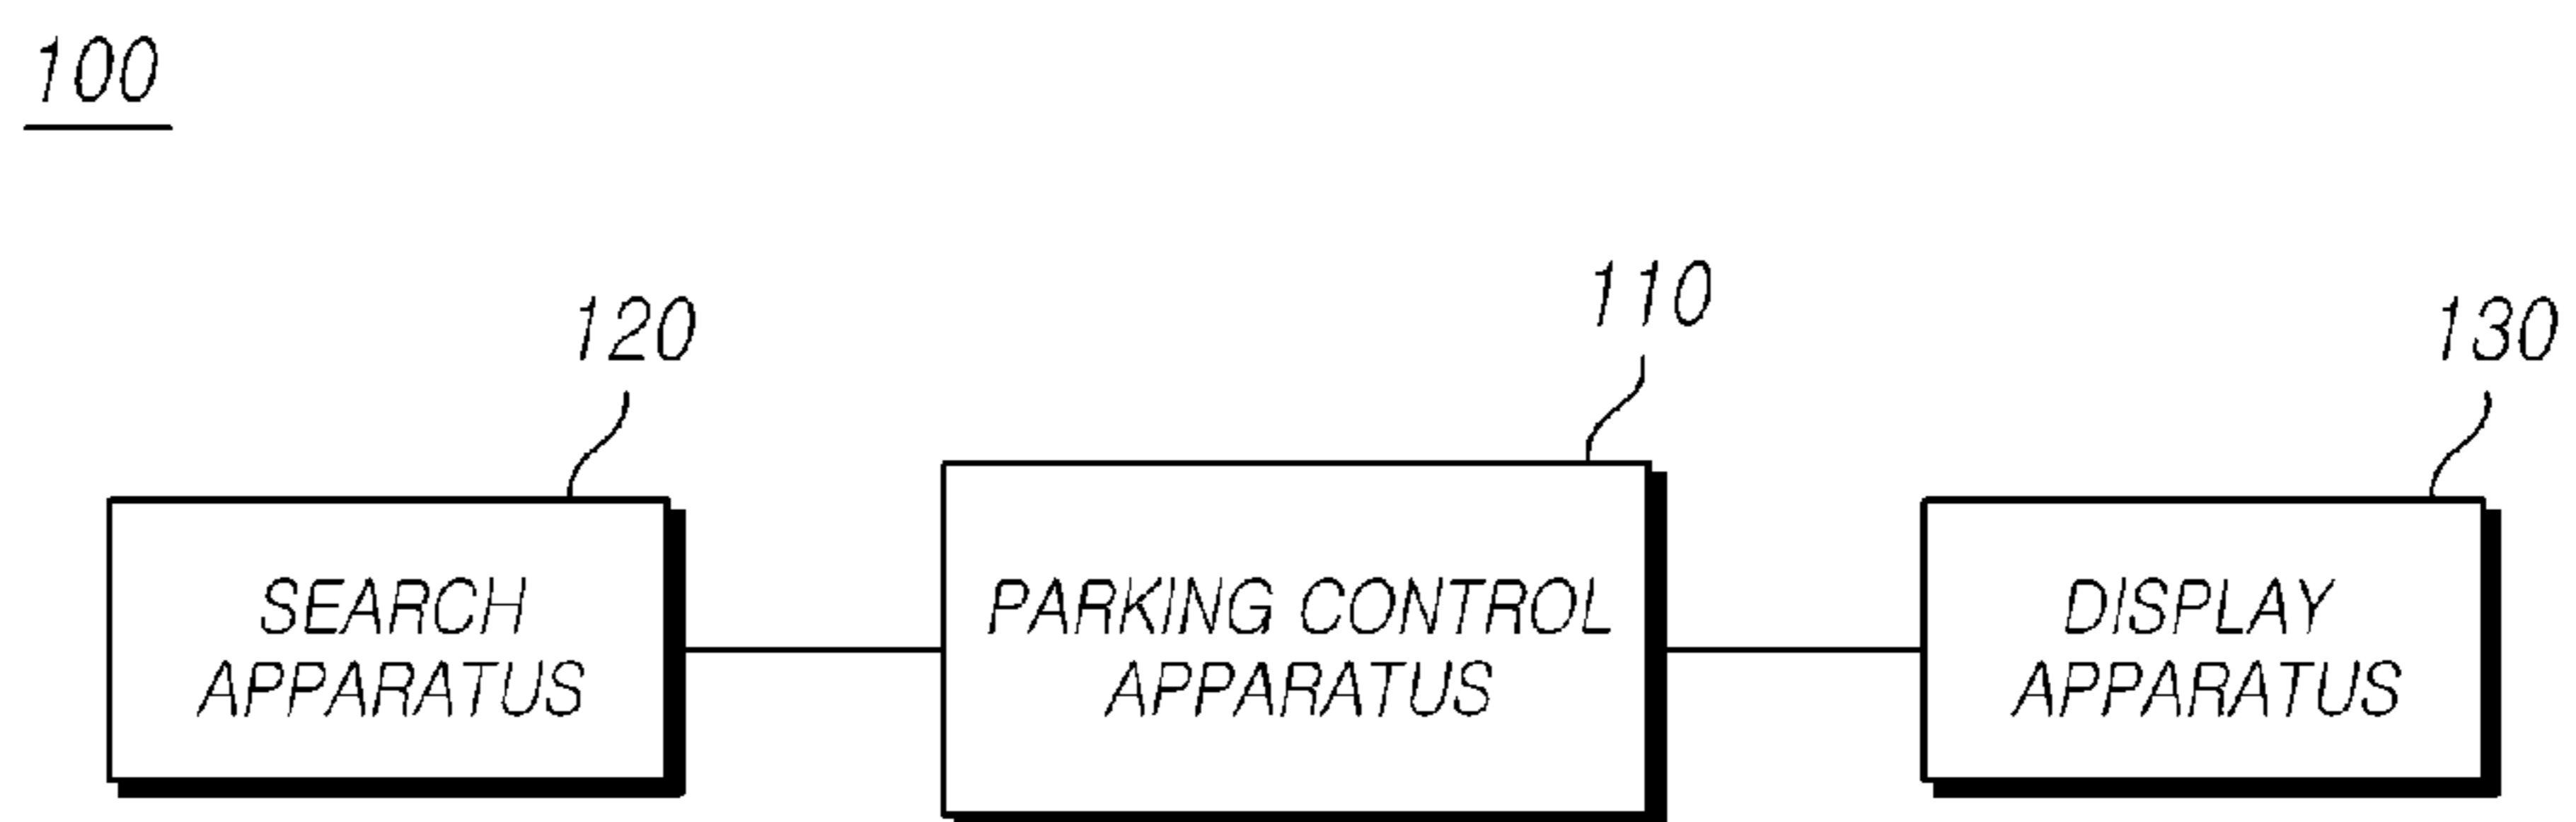 100
120
110
130
SEARCH
APPARATUS
PARKING CONTROL
APPARATUS
DISPLAY
APPARATUS